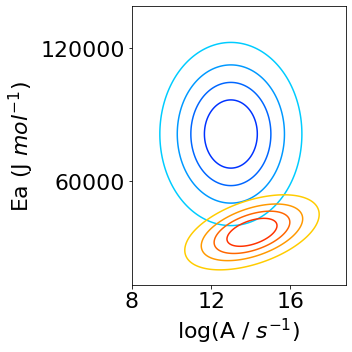 120000
60000
Ea (J mol⁻¹)
8 12 16
log(A / s⁻¹)